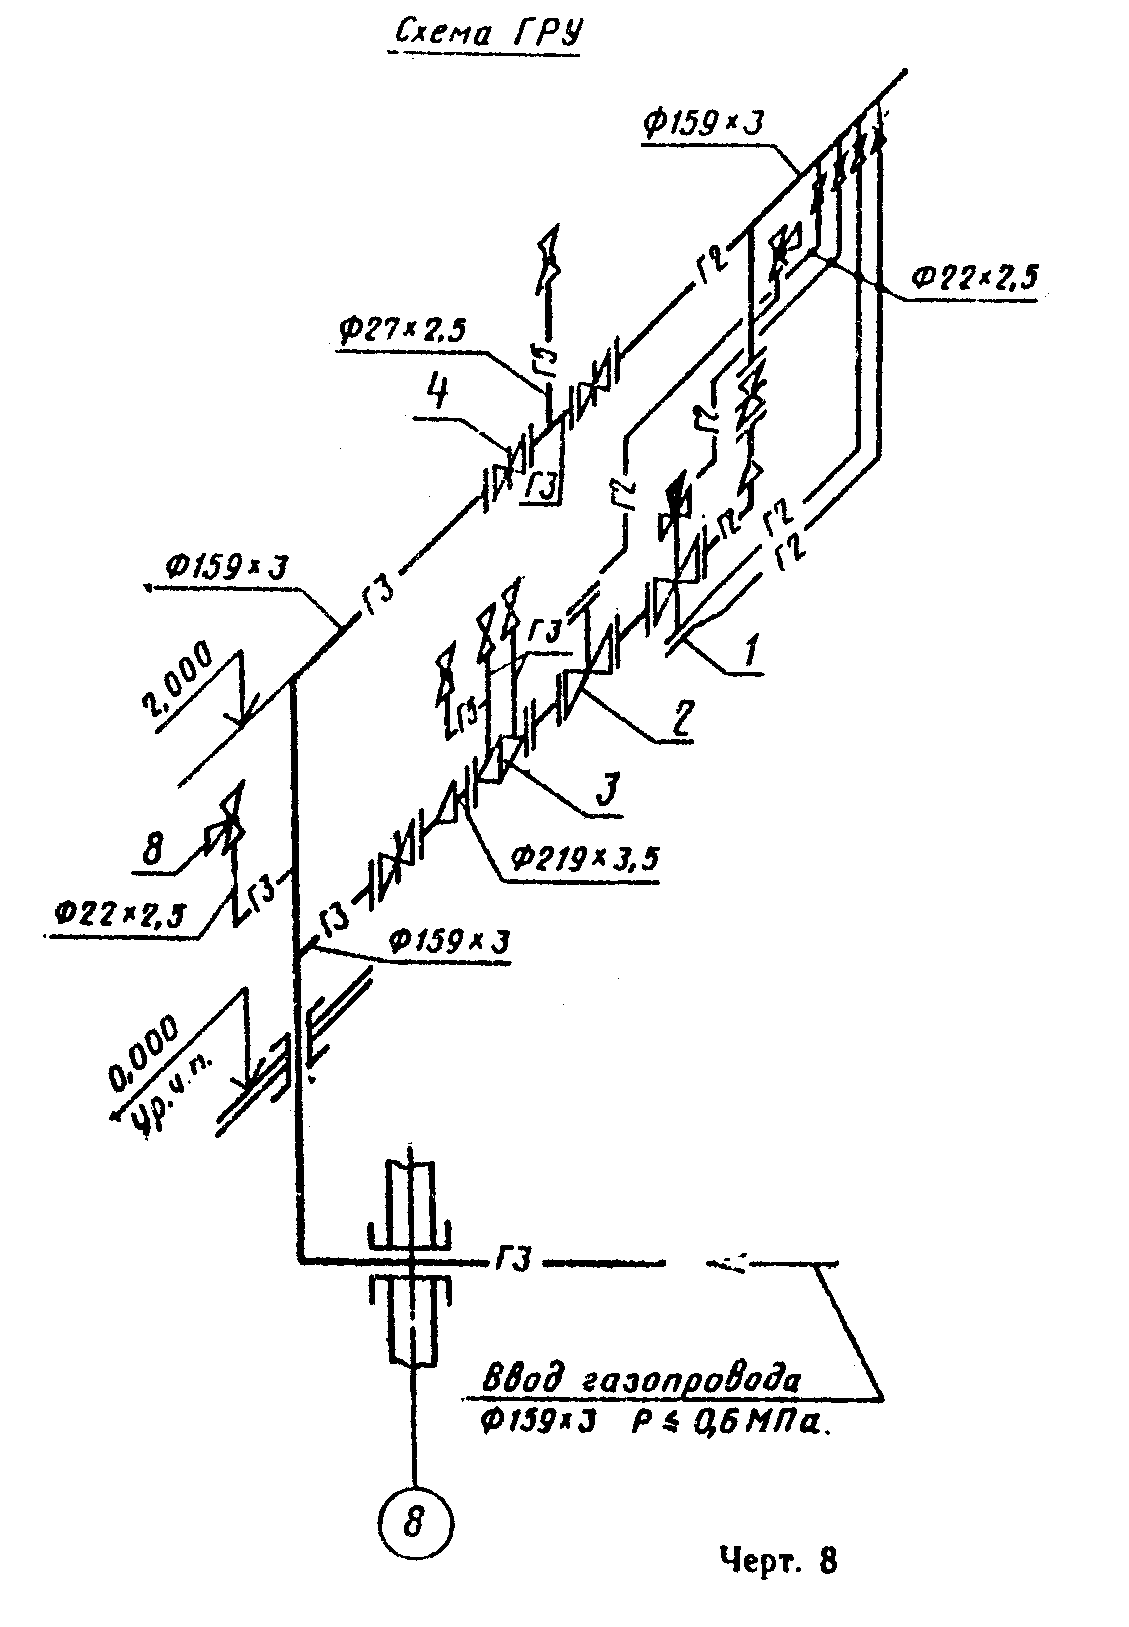 Схема ГРУ
Ф159×3
Г2
Ф22×2,5
Ф27×2,5
Г3
4
Г3
Г2
Г2
Г2
Г2
Г2
Ф159×3
Г3
1
2,000
Г3
2
Г3
3
8
Ф219×3,5
Ф22×2,5
Г3
Г3
Ф159×3
0,000
Ур. ч. п.
Г3
Ввод газопровода
Ф159×3 Р ≤ 0,6 МПа.
8
Черт. 8